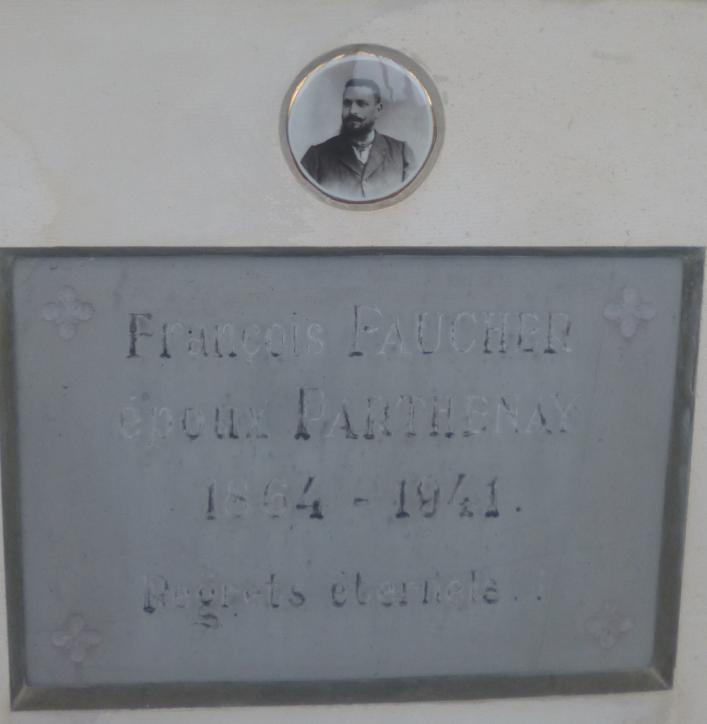 François FAUCHER
époux PARTHENAY
1864 - 1941.
Regrets éternels..!